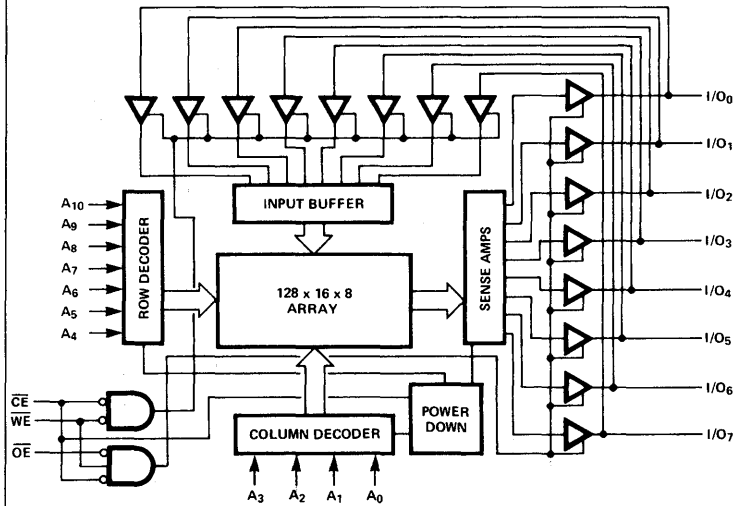 I/O0
I/O1
I/O2
I/O3
I/O4
I/O5
I/O6
I/O7
INPUT BUFFER
A10
A9
A8
A7
A6
A5
A4
ROW DECODER
128 x 16 x 8
ARRAY
SENSE AMPS
CE
WE
OE
COLUMN DECODER
POWER
DOWN
A3 A2 A1 A0